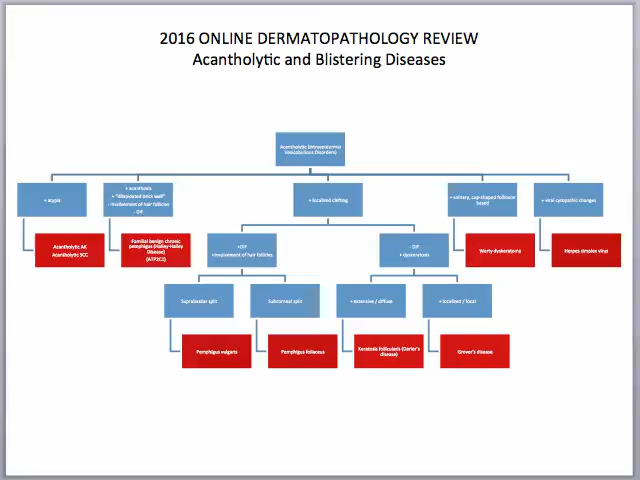 2016 ONLINE DERMATOPATHOLOGY REVIEW
Acantholytic and Blistering Diseases
Acantholytic (Intraepidermal
Vesiculobullous Disorders)
+ atypia
+ acanthosis
+ "dilapidated brick wall"
- involvement of hair follicles
- DIF
+ localized clefting
+ solitary, cup-shaped follicular
based
+ viral cytopathic changes
Acantholytic AK
Acantholytic SCC
Familial benign chronic
pemphigus (Hailey-Hailey
Disease)
(ATP2C1)
+DIF
+involvement of hair follicles
- DIF
+ dyskeratosis
Warty dyskeratoma
Herpes simplex virus
Suprabasilar split
Subcorneal split
+ extensive / diffuse
+ localized / focal
Pemphigus vulgaris
Pemphigus foliaceus
Keratosis follicularis (Darier's
disease)
Grover's disease